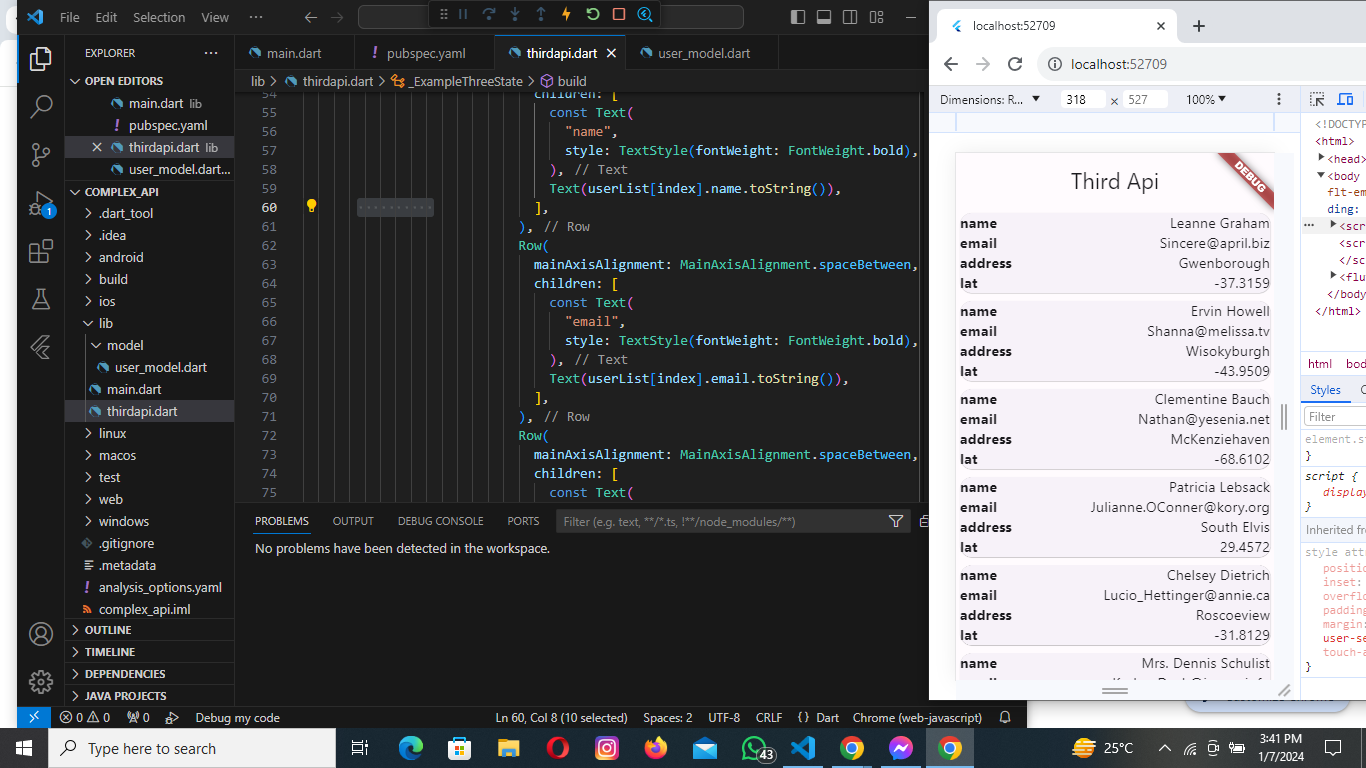 File Edit Selection View ···
EXPLORER ···
OPEN EDITORS
main.dart lib
! pubspec.yaml
thirdapi.dart lib
user_model.dart...
COMPLEX_API
.dart_tool
.idea
android
build
ios
lib
model
user_model.dart
main.dart
thirdapi.dart
linux
macos
test
web
windows
.gitignore
.metadata
! analysis_options.yaml
complex_api.iml
OUTLINE
TIMELINE
DEPENDENCIES
JAVA PROJECTS
1
main.dart ! pubspec.yaml thirdapi.dart user_model.dart
lib > thirdapi.dart > _ExampleThreeState > build
54 children: [
55 const Text(
56 "name",
57 style: TextStyle(fontWeight: FontWeight.bold),
58 ), // Text
59 Text(userList[index].name.toString()),
60 ],
61 ), // Row
62 Row(
63 mainAxisAlignment: MainAxisAlignment.spaceBetween,
64 children: [
65 const Text(
66 "email",
67 style: TextStyle(fontWeight: FontWeight.bold),
68 ), // Text
69 Text(userList[index].email.toString()),
70 ],
71 ), // Row
72 Row(
73 mainAxisAlignment: MainAxisAlignment.spaceBetween,
74 children: [
75 const Text(
PROBLEMS OUTPUT DEBUG CONSOLE PORTS Filter (e.g. text, **/*.ts, !**/node_modules/**)
No problems have been detected in the workspace.
0 0 0 Debug my code Ln 60, Col 8 (10 selected) Spaces: 2 UTF-8 CRLF {} Dart Chrome (web-javascript)
localhost:52709
localhost:52709
Dimensions: R... 318 × 527 100%
Third Api
DEBUG
name Leanne Graham
email Sincere@april.biz
address Gwenborough
lat -37.3159
name Ervin Howell
email Shanna@melissa.tv
address Wisokyburgh
lat -43.9509
name Clementine Bauch
email Nathan@yesenia.net
address McKenziehaven
lat -68.6102
name Patricia Lebsack
email Julianne.OConner@kory.org
address South Elvis
lat 29.4572
name Chelsey Dietrich
email Lucio_Hettinger@annie.ca
address Roscoeview
lat -31.8129
name Mrs. Dennis Schulist
<!DOCTYP
<html>
<head>
<body
flt-em
ding:
··· <scr
<scr
</sc
<flu
</body
</html>
html bod
Styles
Filter
element.st
}
script {
display
}
Inherited fro
style att
positio
inset:
overflo
padding
margin:
user-se
touch-a
}
Type here to search
43
25°C
3:41 PM
1/7/2024